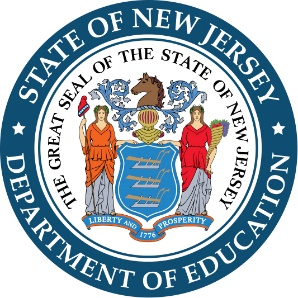 STATE OF NEW JERSEY
THE GREAT SEAL OF THE STATE OF NEW JERSEY
LIBERTY AND PROSPERITY
1776
DEPARTMENT OF EDUCATION